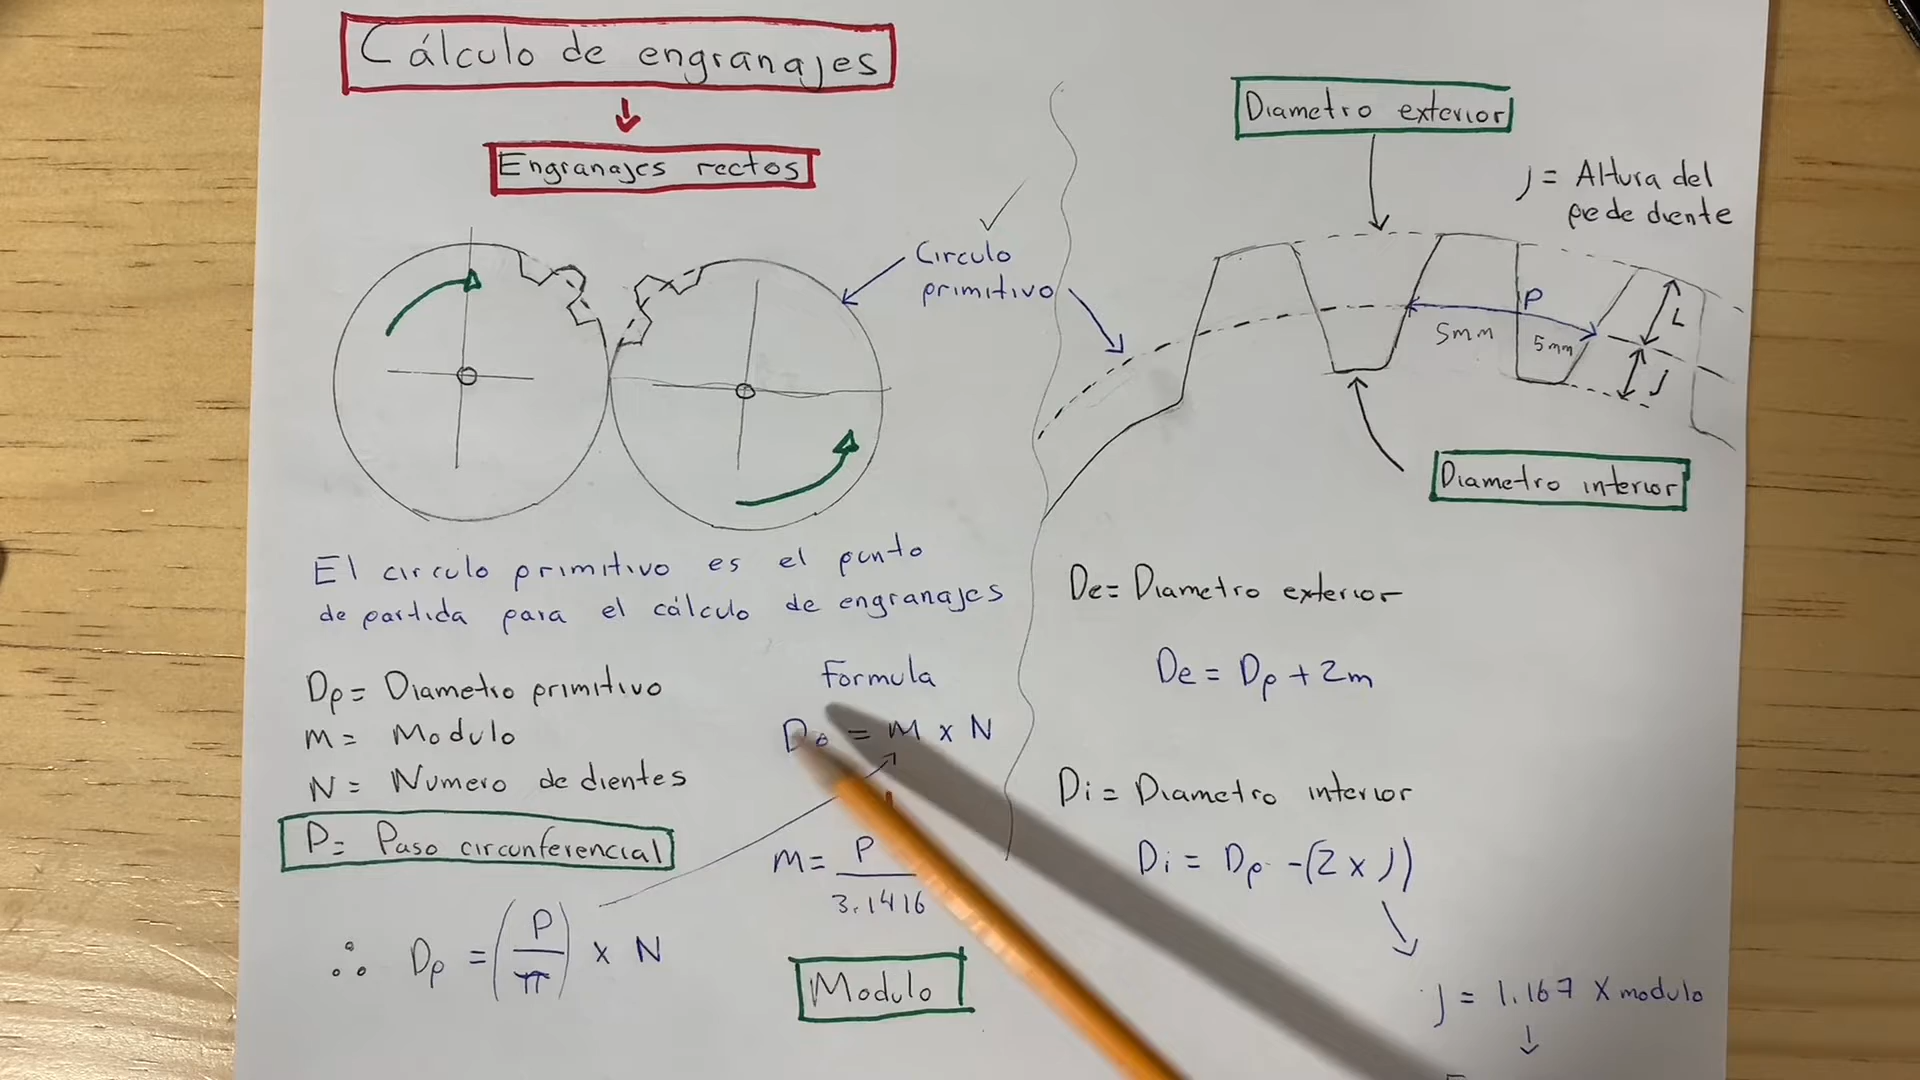 Cálculo de engranajes
Engranajes rectos
Circulo
primitivo
El circulo primitivo es el punto
de partida para el cálculo de engranajes
Dp = Diametro primitivo
m = Modulo
N = Numero de dientes
P = Paso circunferencial
∴ Dp = (P/π) x N
Formula
= M x N
m = P
3.1416
Modulo
Diametro exterior
J = Altura del
pie de diente
P
5mm
5mm
L
J
Diametro interior
De = Diametro exterior
De = Dp + 2m
Di = Diametro interior
Di = Dp - (2 x J)
J = 1.167 X modulo